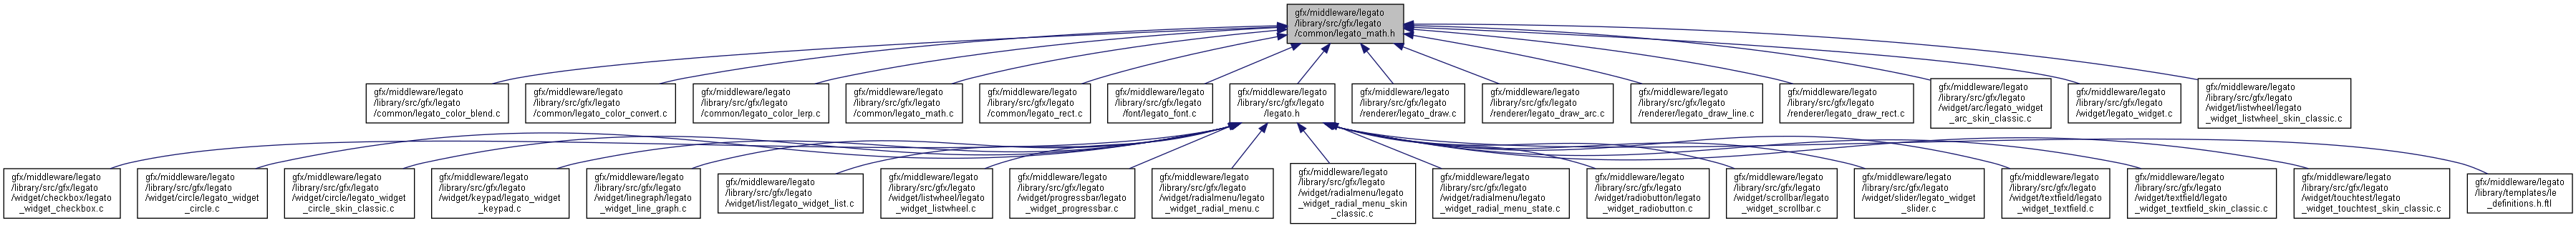 gfx/middleware/legato
/library/src/gfx/legato
/common/legato_math.h
gfx/middleware/legato
/library/src/gfx/legato
/common/legato_color_blend.c
gfx/middleware/legato
/library/src/gfx/legato
/common/legato_color_convert.c
gfx/middleware/legato
/library/src/gfx/legato
/common/legato_color_lerp.c
gfx/middleware/legato
/library/src/gfx/legato
/common/legato_math.c
gfx/middleware/legato
/library/src/gfx/legato
/common/legato_rect.c
gfx/middleware/legato
/library/src/gfx/legato
/font/legato_font.c
gfx/middleware/legato
/library/src/gfx/legato
/legato.h
gfx/middleware/legato
/library/src/gfx/legato
/renderer/legato_draw.c
gfx/middleware/legato
/library/src/gfx/legato
/renderer/legato_draw_arc.c
gfx/middleware/legato
/library/src/gfx/legato
/renderer/legato_draw_line.c
gfx/middleware/legato
/library/src/gfx/legato
/renderer/legato_draw_rect.c
gfx/middleware/legato
/library/src/gfx/legato
/widget/arc/legato_widget
_arc_skin_classic.c
gfx/middleware/legato
/library/src/gfx/legato
/widget/legato_widget.c
gfx/middleware/legato
/library/src/gfx/legato
/widget/listwheel/legato
_widget_listwheel_skin_classic.c
gfx/middleware/legato
/library/src/gfx/legato
/widget/checkbox/legato
_widget_checkbox.c
gfx/middleware/legato
/library/src/gfx/legato
/widget/circle/legato_widget
_circle.c
gfx/middleware/legato
/library/src/gfx/legato
/widget/circle/legato_widget
_circle_skin_classic.c
gfx/middleware/legato
/library/src/gfx/legato
/widget/keypad/legato_widget
_keypad.c
gfx/middleware/legato
/library/src/gfx/legato
/widget/linegraph/legato
_widget_line_graph.c
gfx/middleware/legato
/library/src/gfx/legato
/widget/list/legato_widget_list.c
gfx/middleware/legato
/library/src/gfx/legato
/widget/listwheel/legato
_widget_listwheel.c
gfx/middleware/legato
/library/src/gfx/legato
/widget/progressbar/legato
_widget_progressbar.c
gfx/middleware/legato
/library/src/gfx/legato
/widget/radialmenu/legato
_widget_radial_menu.c
gfx/middleware/legato
/library/src/gfx/legato
/widget/radialmenu/legato
_widget_radial_menu_skin
_classic.c
gfx/middleware/legato
/library/src/gfx/legato
/widget/radialmenu/legato
_widget_radial_menu_state.c
gfx/middleware/legato
/library/src/gfx/legato
/widget/radiobutton/legato
_widget_radiobutton.c
gfx/middleware/legato
/library/src/gfx/legato
/widget/scrollbar/legato
_widget_scrollbar.c
gfx/middleware/legato
/library/src/gfx/legato
/widget/slider/legato_widget
_slider.c
gfx/middleware/legato
/library/src/gfx/legato
/widget/textfield/legato
_widget_textfield.c
gfx/middleware/legato
/library/src/gfx/legato
/widget/textfield/legato
_widget_textfield_skin_classic.c
gfx/middleware/legato
/library/src/gfx/legato
/widget/touchtest/legato
_widget_touchtest_skin_classic.c
gfx/middleware/legato
/library/templates/le
_definitions.h.ftl